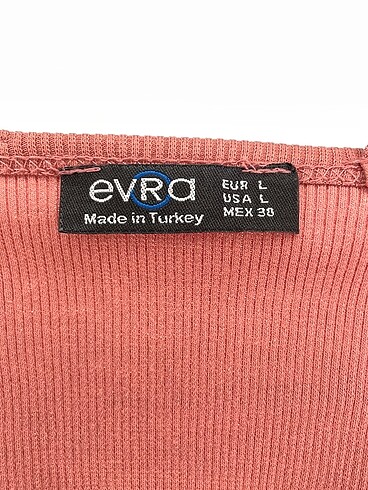 evRa
Made in Turkey
EUR L
USA L
MEX 38